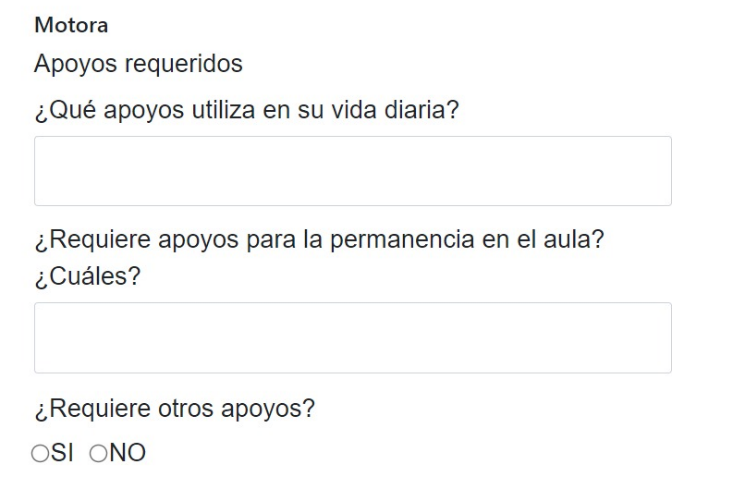 Motora
Apoyos requeridos
¿Qué apoyos utiliza en su vida diaria?
¿Requiere apoyos para la permanencia en el aula?
¿Cuáles?
¿Requiere otros apoyos?
SI NO